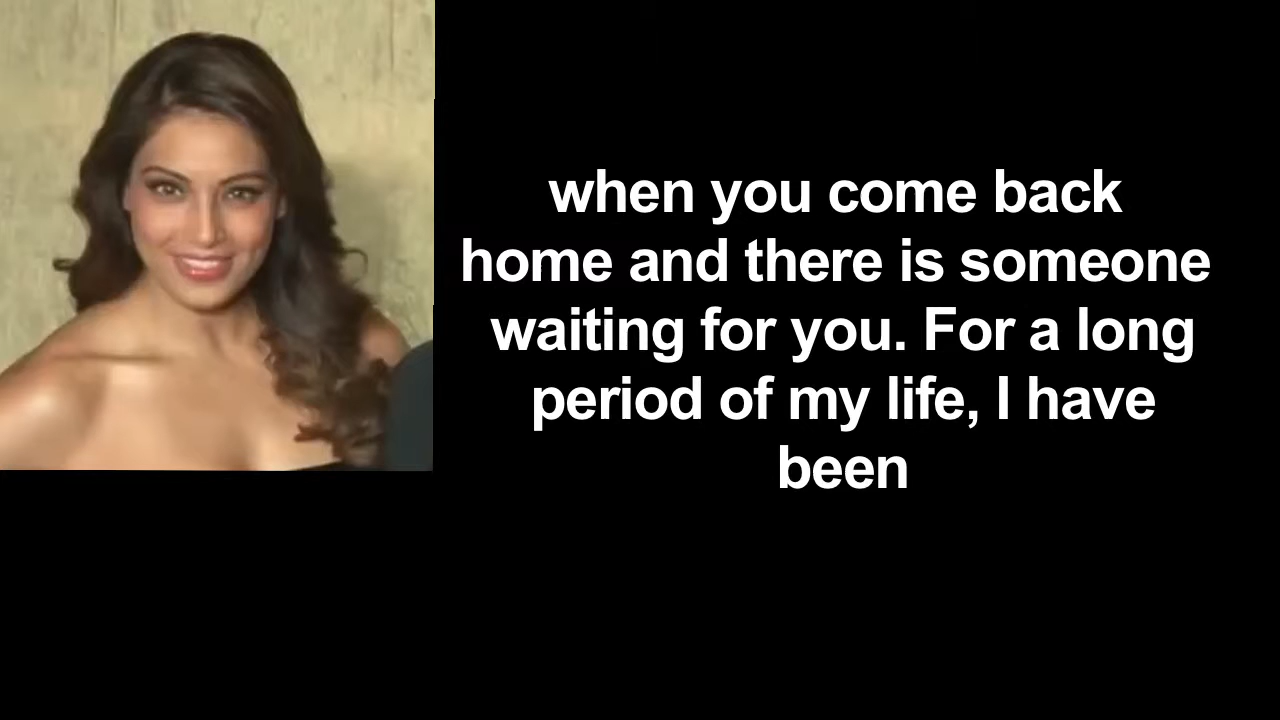 when you come back
home and there is someone
waiting for you. For a long
period of my life, I have
been